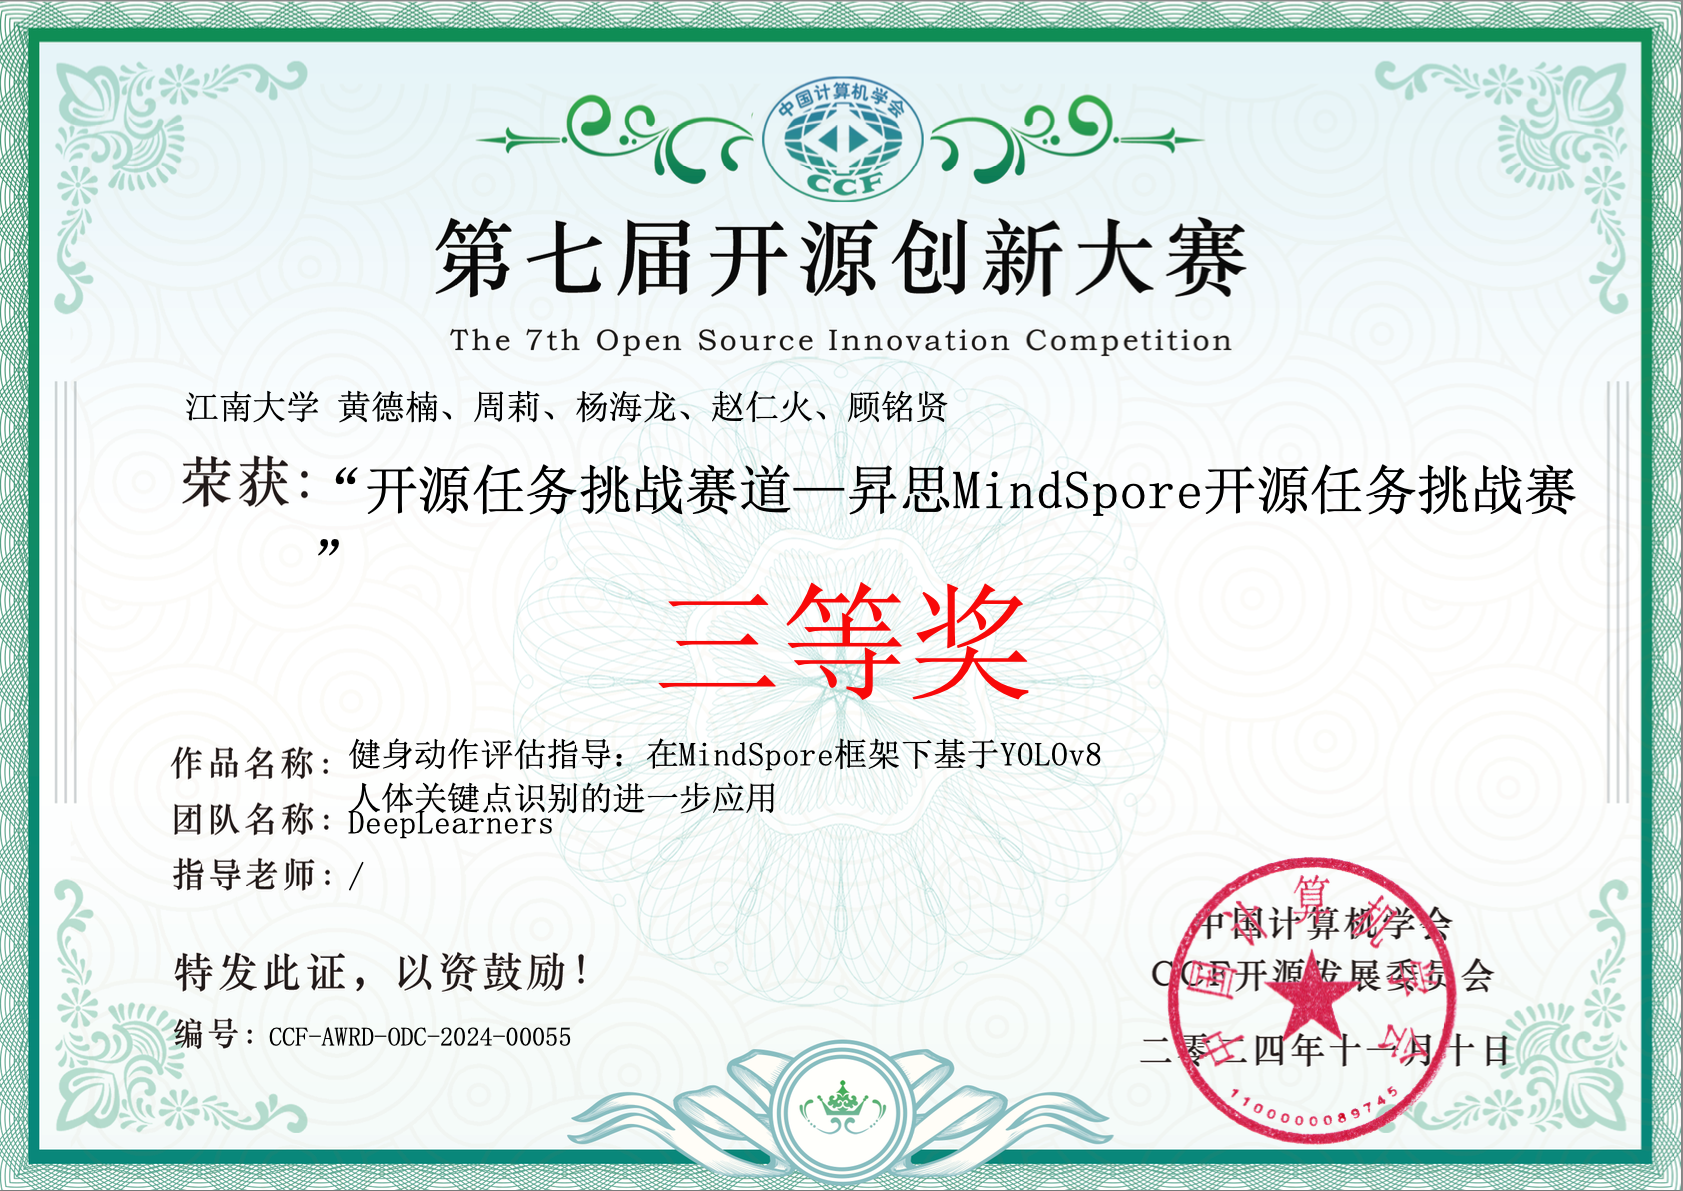 中国计算机学会
CCF
第七届开源创新大赛
The 7th Open Source Innovation Competition
江南大学 黄德楠、周莉、杨海龙、赵仁火、顾铭贤
荣获：“开源任务挑战赛道—昇思MindSpore开源任务挑战赛
”
三等奖
作品名称：健身动作评估指导：在MindSpore框架下基于YOLOv8
人体关键点识别的进一步应用
团队名称：DeepLearners
指导老师：/
特发此证，以资鼓励！
编号：CCF-AWRD-ODC-2024-00055
中国计算机学会
CCF开源发展委员会
二零二四年十一月十日
中国计算机学会
1100000089745